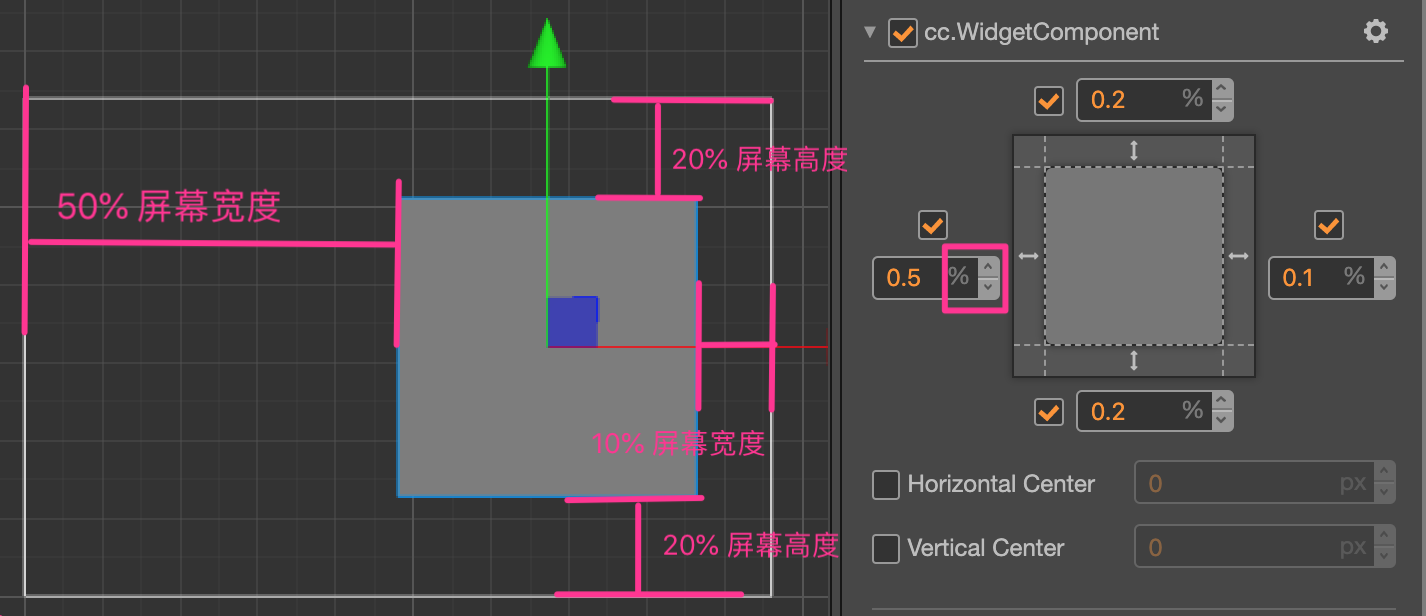 cc.WidgetComponent
0.2 %
20% 屏幕高度
50% 屏幕宽度
0.5 %
0.1 %
0.2 %
10% 屏幕宽度
Horizontal Center 0 px
20% 屏幕高度
Vertical Center 0 px